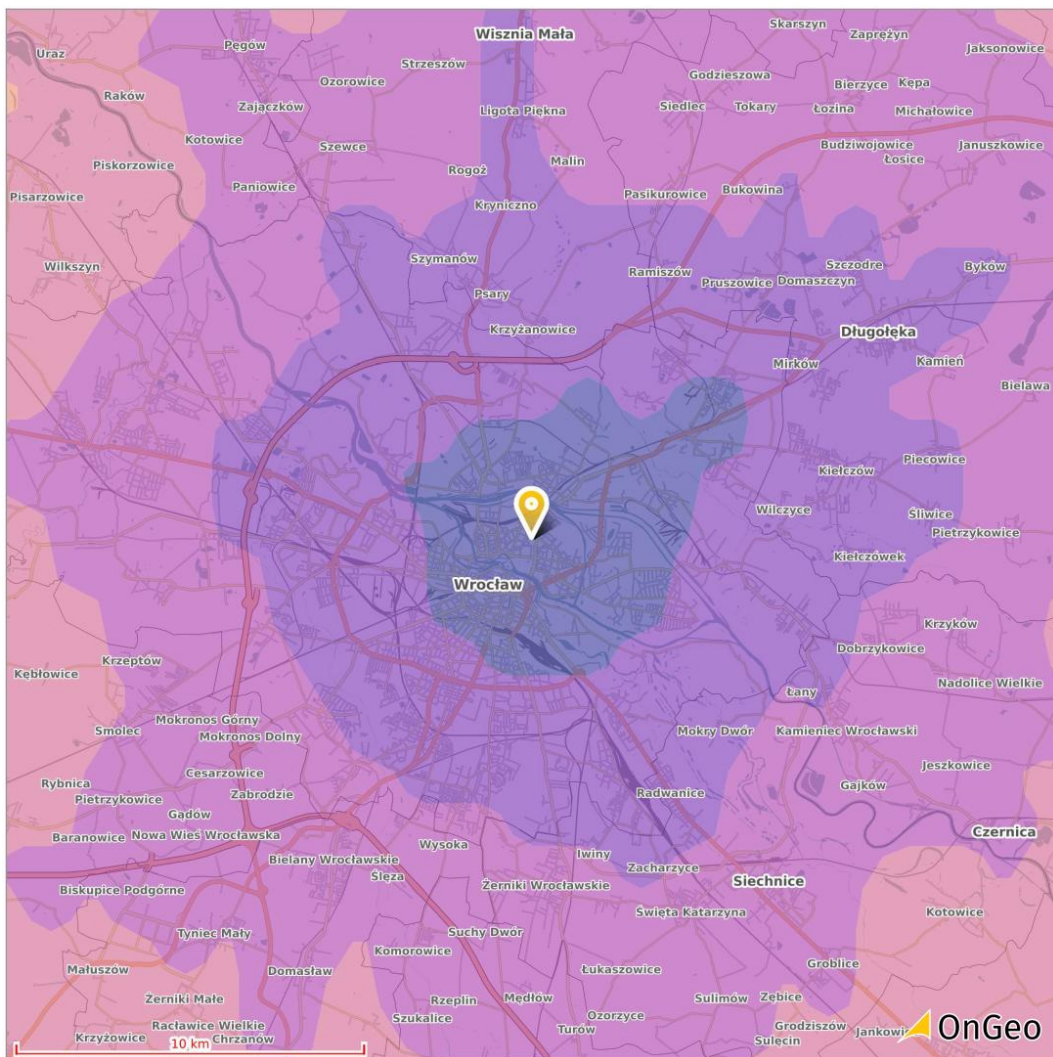 Skarszyn
Wisznia Mała
Zaprężyn
Pęgów
Jaksonowice
Uraz
Strzeszów
Godzieszowa
Ozorowice
Bierzyce
Kępa
Raków
Zajączków
Ligota Piękna
Siedlec
Tokary
Łozina
Michałowice
Kotowice
Szewce
Budziwojowice
Januszkowice
Piskorzowice
Rogoż
Malin
Łosice
Paniowice
Pasikurowice
Bukowina
Pisarzowice
Kryniczno
Wilkszyn
Szymanów
Ramiszów
Szczodre
Byków
Pruszowice
Domaszczyn
Psary
Krzyżanowice
Długołęka
Mirków
Kamień
Bielawa
Kiełczów
Piecowice
Wilczyce
Śliwice
Pietrzykowice
Kiełczówek
Wrocław
Krzyków
Dobrzykowice
Krzeptów
Kębłowice
Nadolice Wielkie
Łany
Mokronos Górny
Smolec
Mokronos Dolny
Mokry Dwór
Kamieniec Wrocławski
Cesarzowice
Jeszkowice
Rybnica
Zabrodzie
Radwanice
Gajków
Pietrzykowice
Gądów
Baranowice
Nowa Wieś Wrocławska
Czernica
Wysoka
Iwiny
Bielany Wrocławskie
Zacharzyce
Ślęza
Siechnice
Biskupice Podgórne
Żerniki Wrocławskie
Święta Katarzyna
Kotowice
Tyniec Mały
Suchy Dwór
Komorowice
Groblice
Małuszów
Domasław
Łukaszowice
Żerniki Małe
Rzeplin
Mędłów
Sulimów
Zębice
Szukalice
Ozorzyce
Racławice Wielkie
Turów
Grodziszów
Krzyżowice
Chrzanów
Sulęcin
10 km
OnGeo